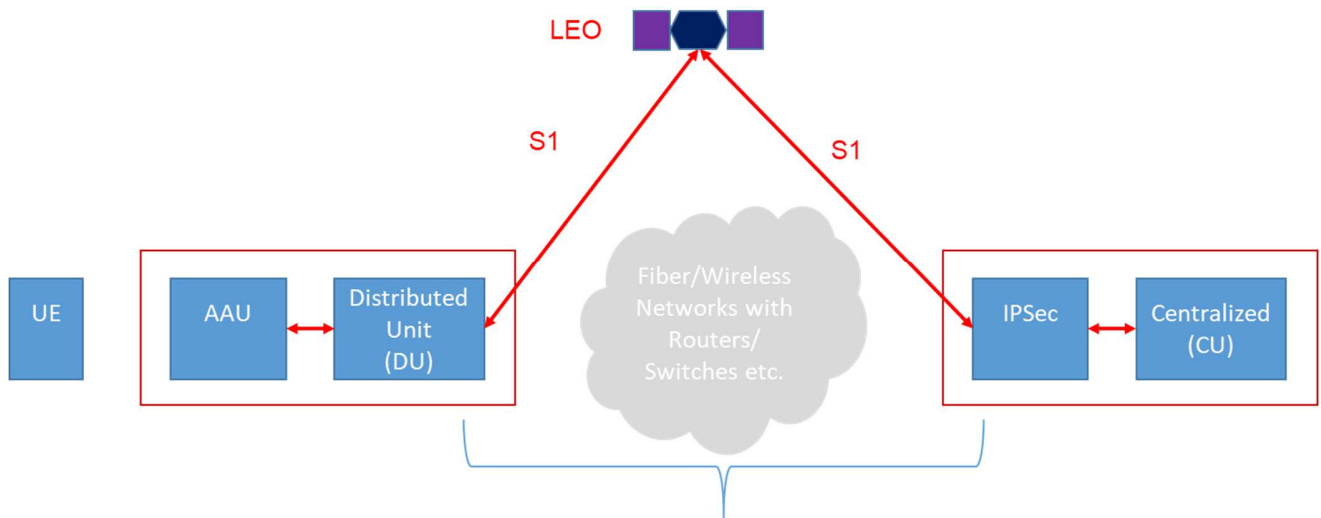 LEO
S1
S1
UE
AAU
Distributed
Unit
(DU)
Fiber/Wireless
Networks with
Routers/
Switches etc.
IPSec
Centralized
(CU)